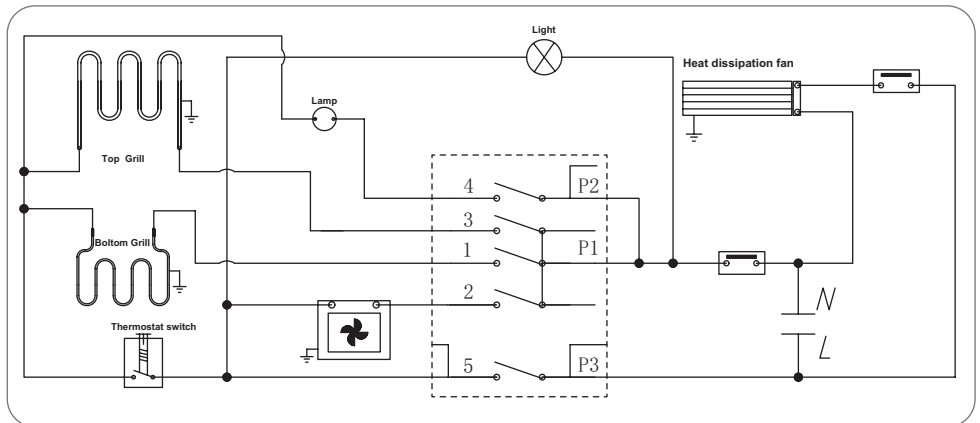 Light
Heat dissipation fan
Lamp
Top Grill
4
P2
3
P1
1
Boltom Grill
2
N
Thermostat switch
L
5
P3